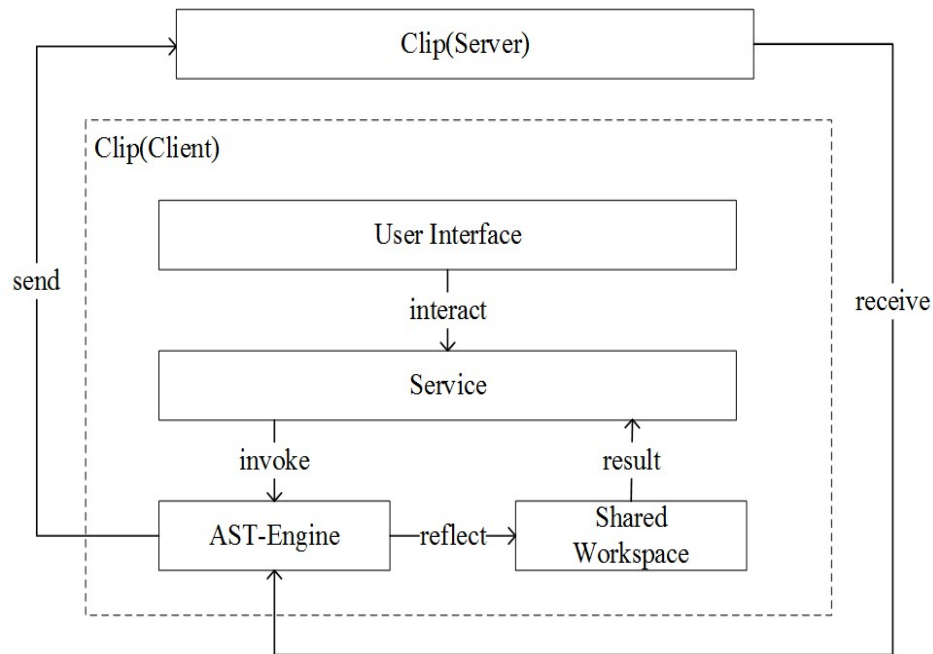 Clip(Server)
Clip(Client)
User Interface
send
interact
receive
Service
invoke
result
AST-Engine
reflect
Shared
Workspace